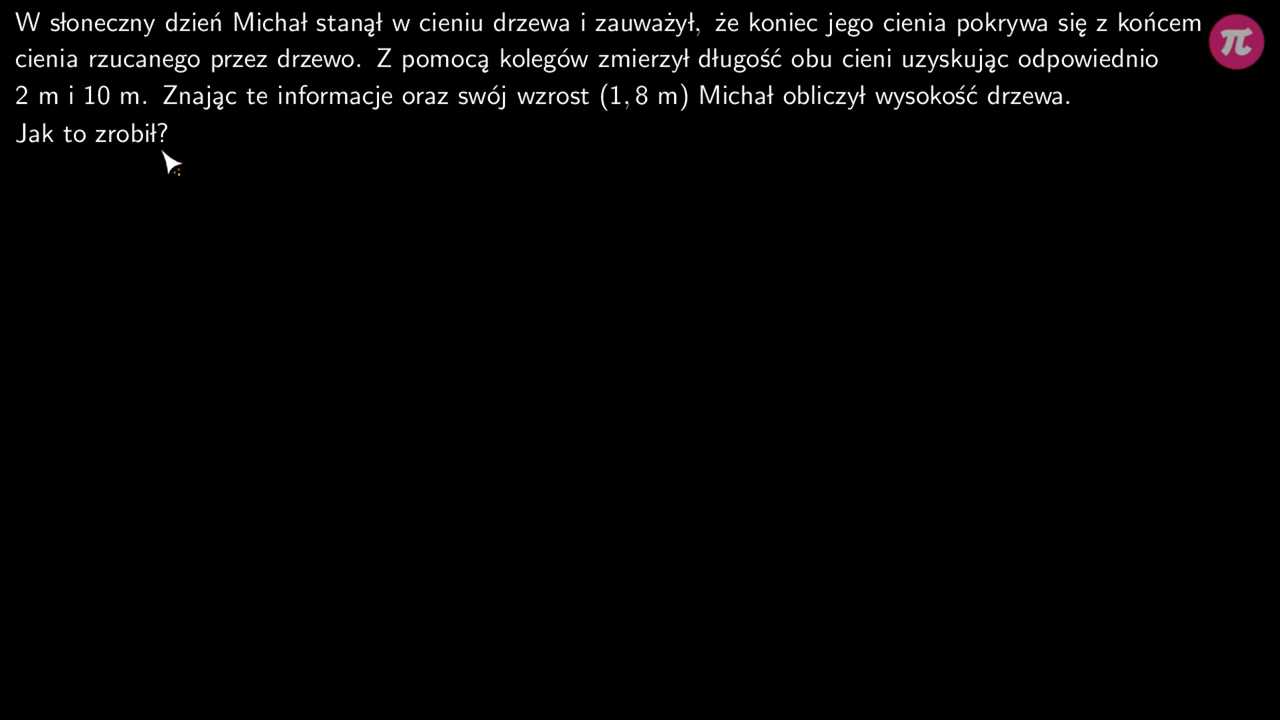 W słoneczny dzień Michał stanął w cieniu drzewa i zauważył, że koniec jego cienia pokrywa się z końcem
cienia rzucanego przez drzewo. Z pomocą kolegów zmierzył długość obu cieni uzyskując odpowiednio
2 m i 10 m. Znając te informacje oraz swój wzrost (1, 8 m) Michał obliczył wysokość drzewa.
Jak to zrobił?
π